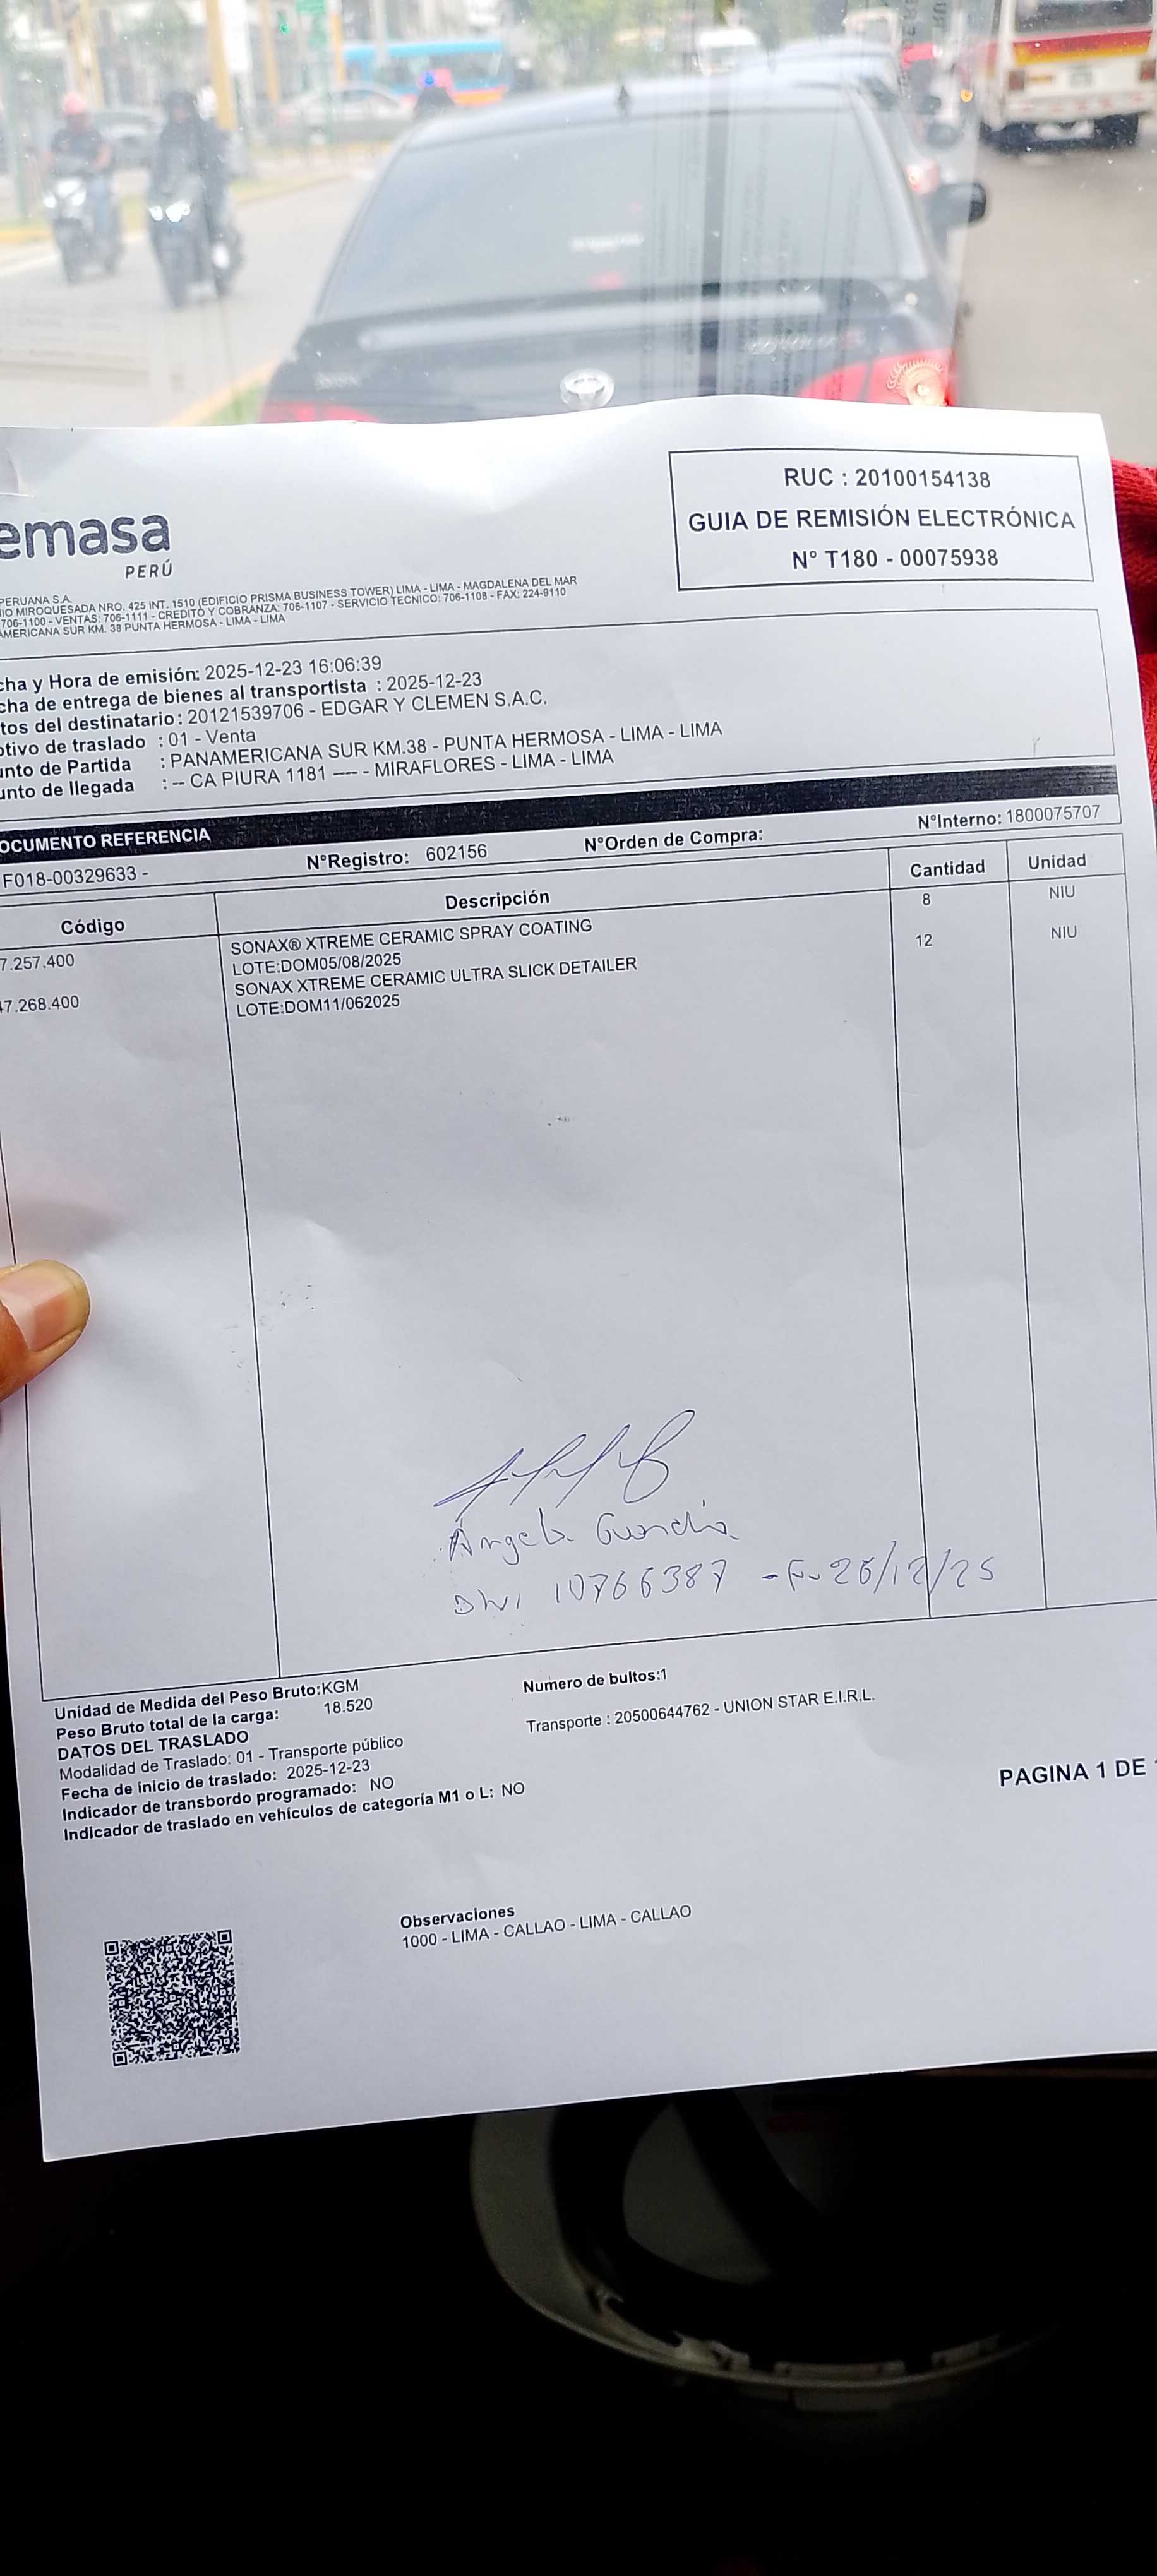 emasa
PERÚ
RUC : 20100154138
GUIA DE REMISIÓN ELECTRÓNICA
N° T180 - 00075938
PERUANA S.A.
IO MIROQUESADA NRO. 425 INT. 1510 (EDIFICIO PRISMA BUSINESS TOWER) LIMA - LIMA - MAGDALENA DEL MAR
706-1100 - VENTAS: 706-1111 - CREDITO Y COBRANZA: 706-1107 - SERVICIO TECNICO: 706-1108 - FAX: 224-9110
AMERICANA SUR KM. 38 PUNTA HERMOSA - LIMA - LIMA
cha y Hora de emisión: 2025-12-23 16:06:39
cha de entrega de bienes al transportista : 2025-12-23
tos del destinatario : 20121539706 - EDGAR Y CLEMEN S.A.C.
otivo de traslado : 01 - Venta
unto de Partida : PANAMERICANA SUR KM.38 - PUNTA HERMOSA - LIMA - LIMA
unto de llegada : -- CA PIURA 1181 ---- - MIRAFLORES - LIMA - LIMA
OCUMENTO REFERENCIA
F018-00329633 - N°Registro: 602156 N°Orden de Compra: N°Interno: 1800075707
Código Descripción Cantidad Unidad
7.257.400 SONAX® XTREME CERAMIC SPRAY COATING 8 NIU
LOTE:DOM05/08/2025
47.268.400 SONAX XTREME CERAMIC ULTRA SLICK DETAILER 12 NIU
LOTE:DOM11/062025
Angela
DNI 10766387 - F. 26/12/25
Unidad de Medida del Peso Bruto:KGM Numero de bultos:1
Peso Bruto total de la carga: 18.520
DATOS DEL TRASLADO Transporte : 20500644762 - UNION STAR E.I.R.L.
Modalidad de Traslado: 01 - Transporte público
Fecha de inicio de traslado: 2025-12-23
Indicador de transbordo programado: NO
Indicador de traslado en vehículos de categoría M1 o L: NO
PAGINA 1 DE
Observaciones
1000 - LIMA - CALLAO - LIMA - CALLAO